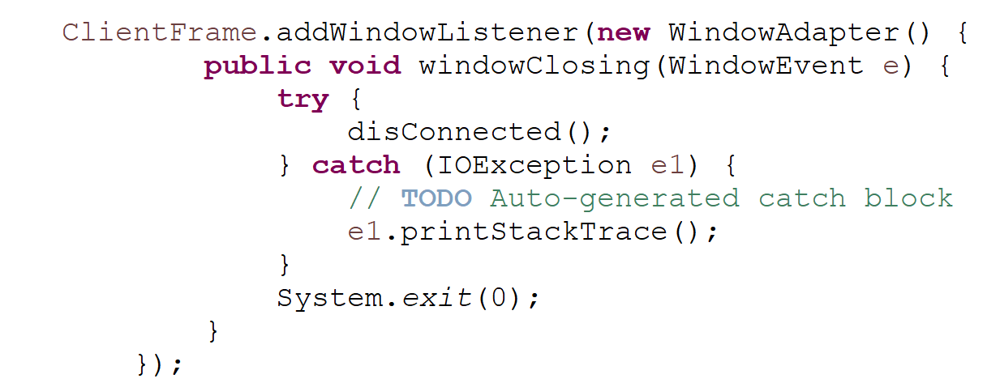 ClientFrame.addWindowListener(new WindowAdapter() {
public void windowClosing(WindowEvent e) {
try {
disConnected();
} catch (IOException e1) {
// TODO Auto-generated catch block
e1.printStackTrace();
}
System.exit(0);
}
});